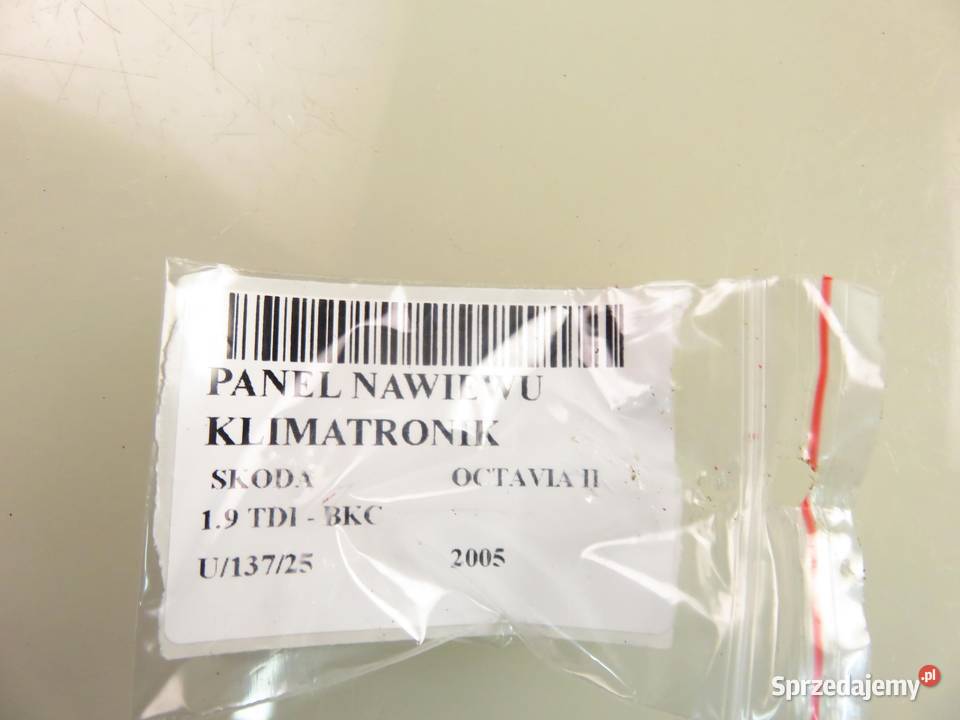 PANEL NAWIEWU
KLIMATRONIK
SKODA OCTAVIA II
1.9 TDI - BKC
U/137/25 2005
Sprzedajemy.pl